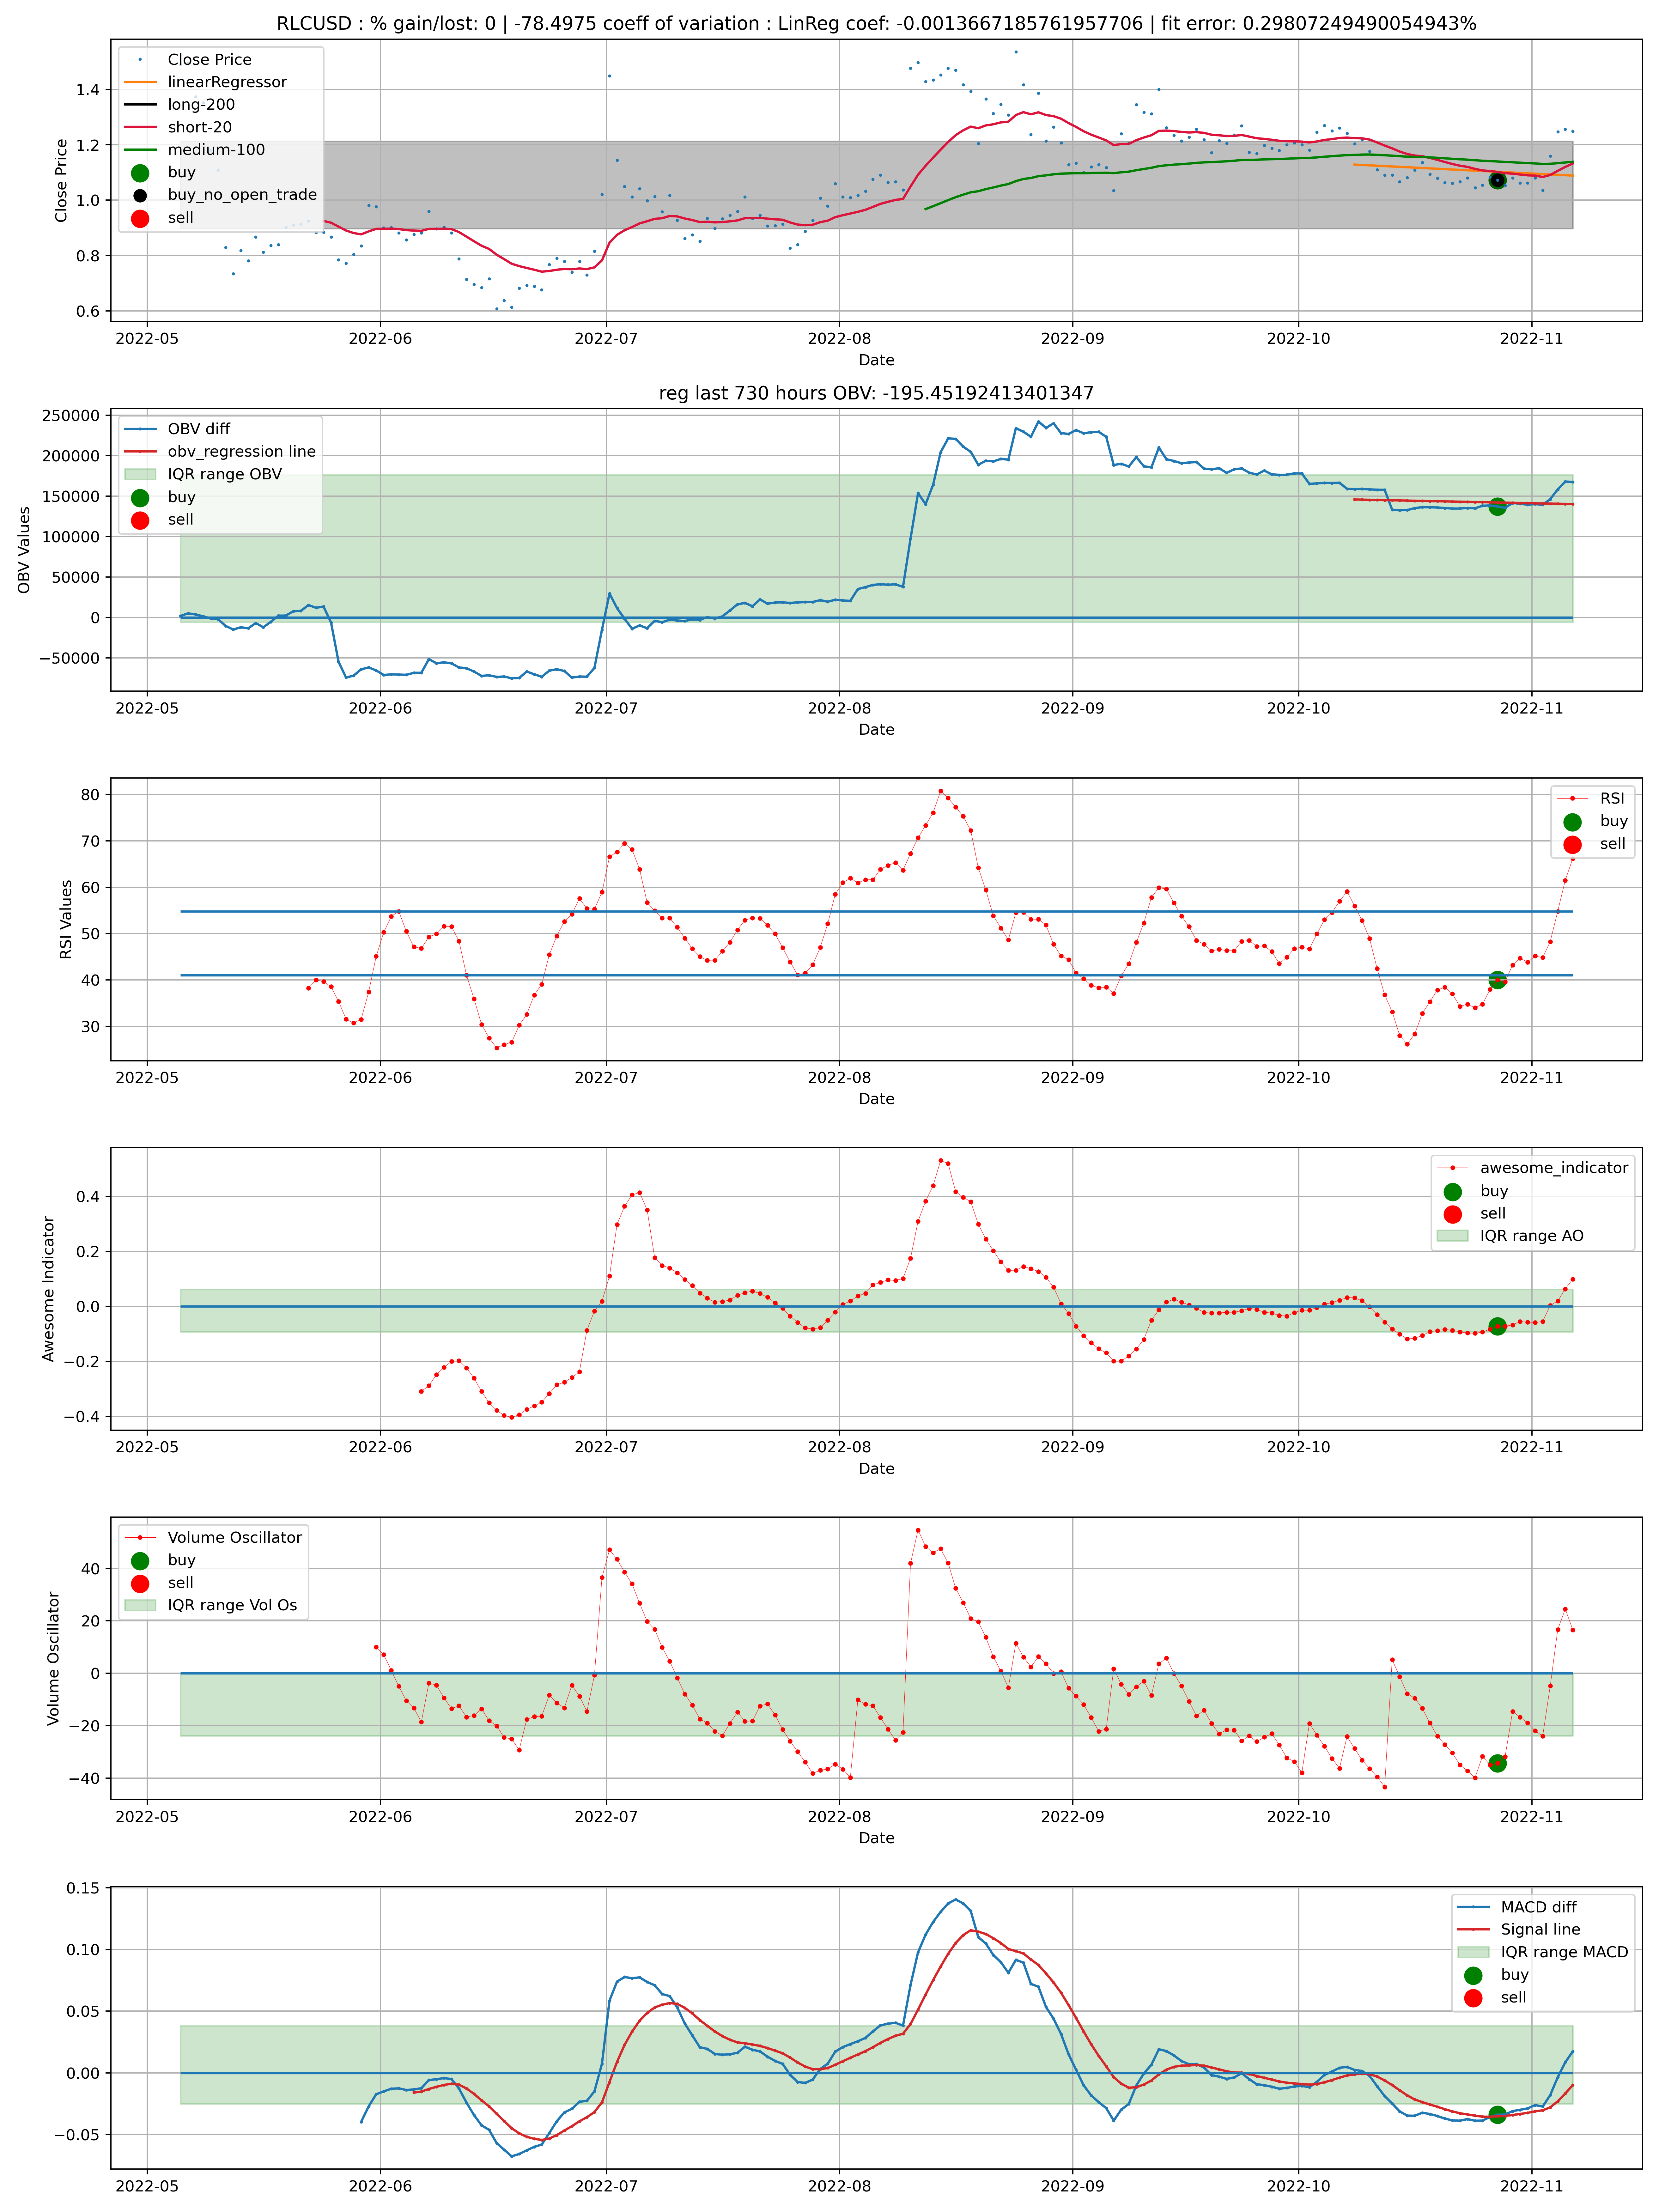 RLCUSD : % gain/lost: 0 | -78.4975 coeff of variation : LinReg coef: -0.0013667185761957706 | fit error: 0.29807249490054943%
Close Price
linearRegressor
long-200
short-20
medium-100
buy
buy_no_open_trade
sell
Close Price
1.4
1.2
1.0
0.8
0.6
2022-05 2022-06 2022-07 2022-08 2022-09 2022-10 2022-11
Date
reg last 730 hours OBV: -195.45192413401347
OBV diff
obv_regression line
IQR range OBV
buy
sell
OBV Values
250000
200000
150000
100000
50000
0
−50000
2022-05 2022-06 2022-07 2022-08 2022-09 2022-10 2022-11
Date
RSI
buy
sell
RSI Values
80
70
60
50
40
30
2022-05 2022-06 2022-07 2022-08 2022-09 2022-10 2022-11
Date
awesome_indicator
buy
sell
IQR range AO
Awesome Indicator
0.4
0.2
0.0
−0.2
−0.4
2022-05 2022-06 2022-07 2022-08 2022-09 2022-10 2022-11
Date
Volume Oscillator
buy
sell
IQR range Vol Os
Volume Oscillator
40
20
0
−20
−40
2022-05 2022-06 2022-07 2022-08 2022-09 2022-10 2022-11
Date
MACD diff
Signal line
IQR range MACD
buy
sell
0.15
0.10
0.05
0.00
−0.05
2022-05 2022-06 2022-07 2022-08 2022-09 2022-10 2022-11